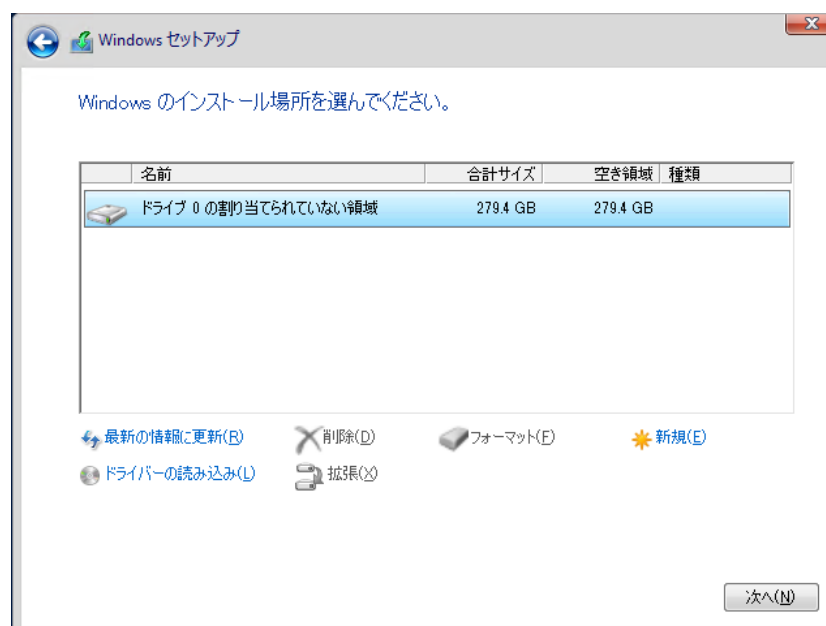 Windows セットアップ
Windows のインストール場所を選んでください。
名前 合計サイズ 空き領域 種類
ドライブ 0 の割り当てられていない領域 279.4 GB 279.4 GB
最新の情報に更新(R) 削除(D) フォーマット(F) 新規(E)
ドライバーの読み込み(L) 拡張(X)
次へ(N)